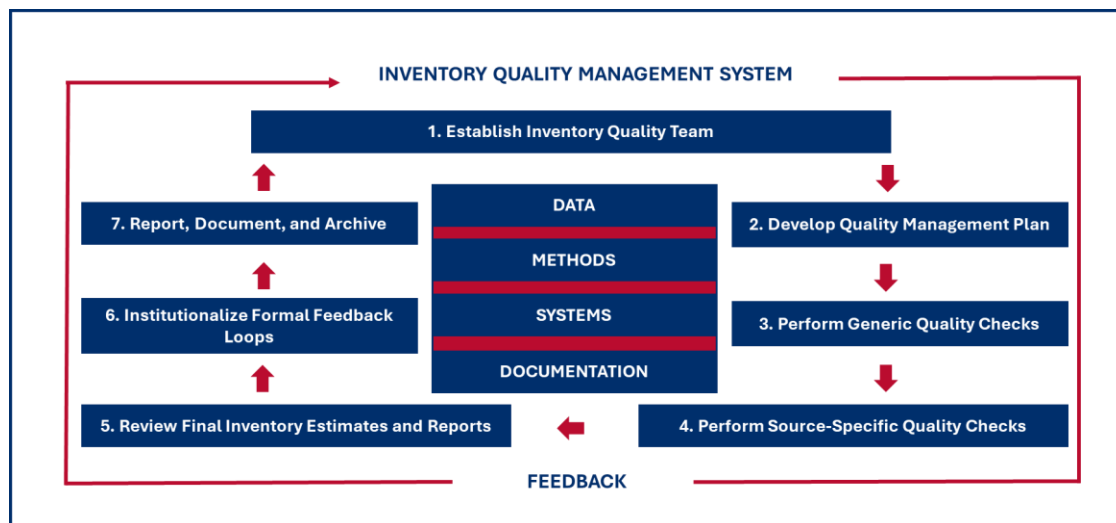 INVENTORY QUALITY MANAGEMENT SYSTEM
1. Establish Inventory Quality Team
7. Report, Document, and Archive
DATA
2. Develop Quality Management Plan
METHODS
6. Institutionalize Formal Feedback
Loops
SYSTEMS
3. Perform Generic Quality Checks
DOCUMENTATION
5. Review Final Inventory Estimates and Reports
4. Perform Source-Specific Quality Checks
FEEDBACK